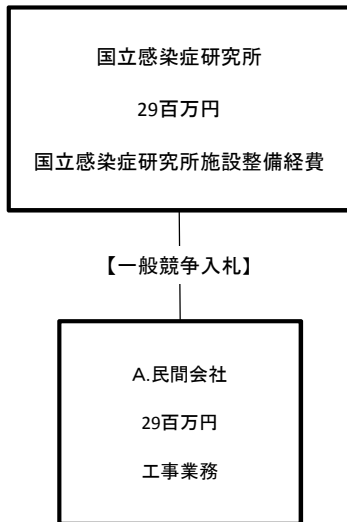 国立感染症研究所
29百万円
国立感染症研究所施設整備経費
【一般競争入札】
A.民間会社
29百万円
工事業務